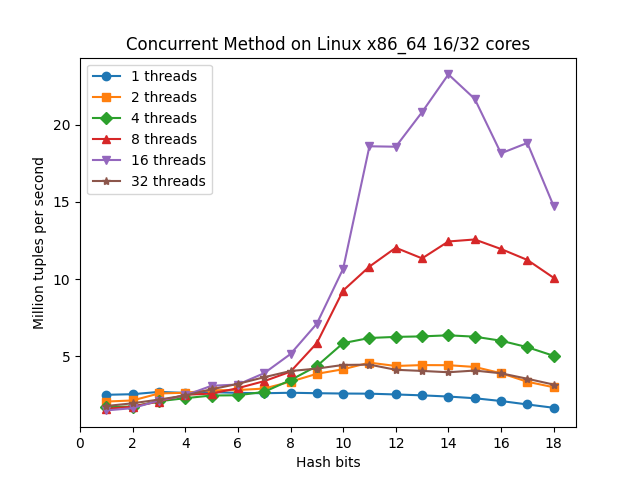 Concurrent Method on Linux x86_64 16/32 cores
1 threads
2 threads
4 threads
8 threads
16 threads
32 threads
Million tuples per second
20
15
10
5
0 2 4 6 8 10 12 14 16 18
Hash bits